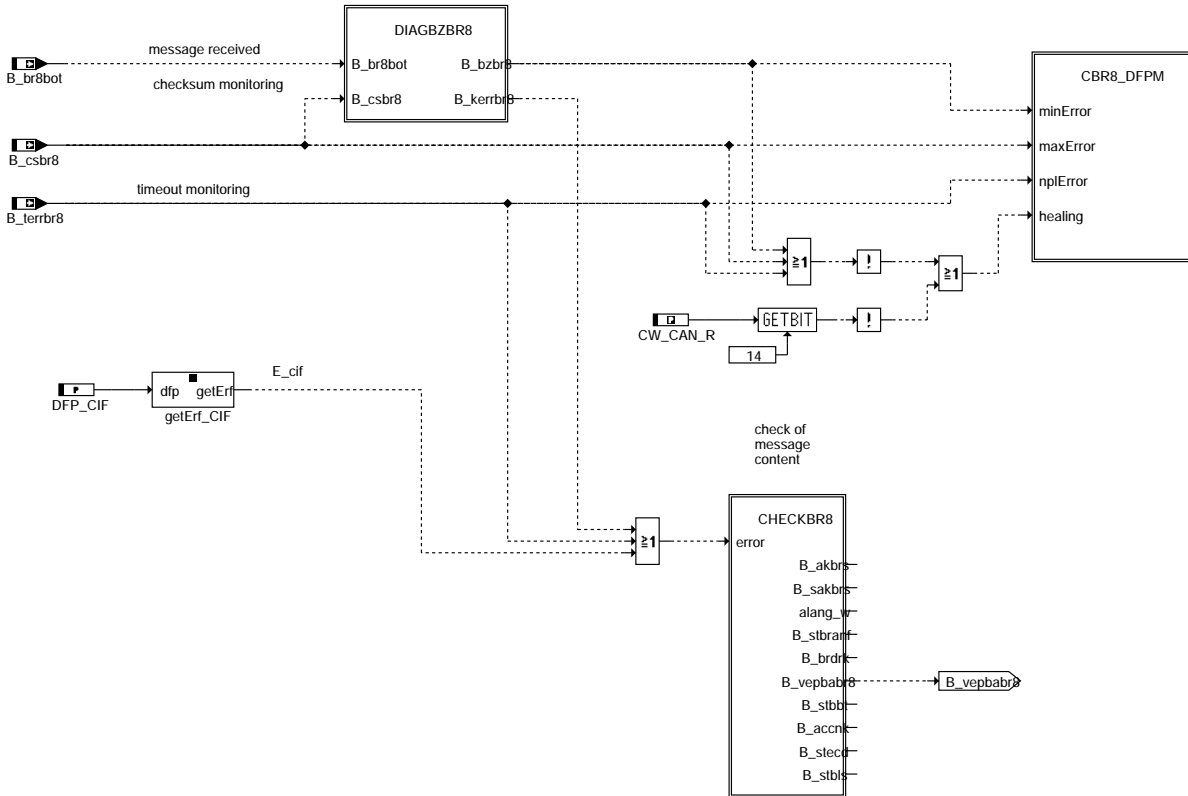 DIAGBZBR8
message received
B_br8bot
B_br8bot
B_bzbr8
checksum monitoring
B_csbr8
B_kerrbr8
B_csbr8
timeout monitoring
B_terrbr8
CBR8_DFPM
minError
maxError
nplError
healing
≧1
!
≧1
CW_CAN_R
GETBIT
!
14
E_cif
DFP_CIF
dfp
getErf
getErf_CIF
check of
message
content
CHECKBR8
≧1
error
B_akbrs
B_sakbrs
alang_w
B_stbranf
B_brdrk
B_vepbabr8
B_vepbabr8
B_stbbt
B_accnk
B_stecd
B_stbls